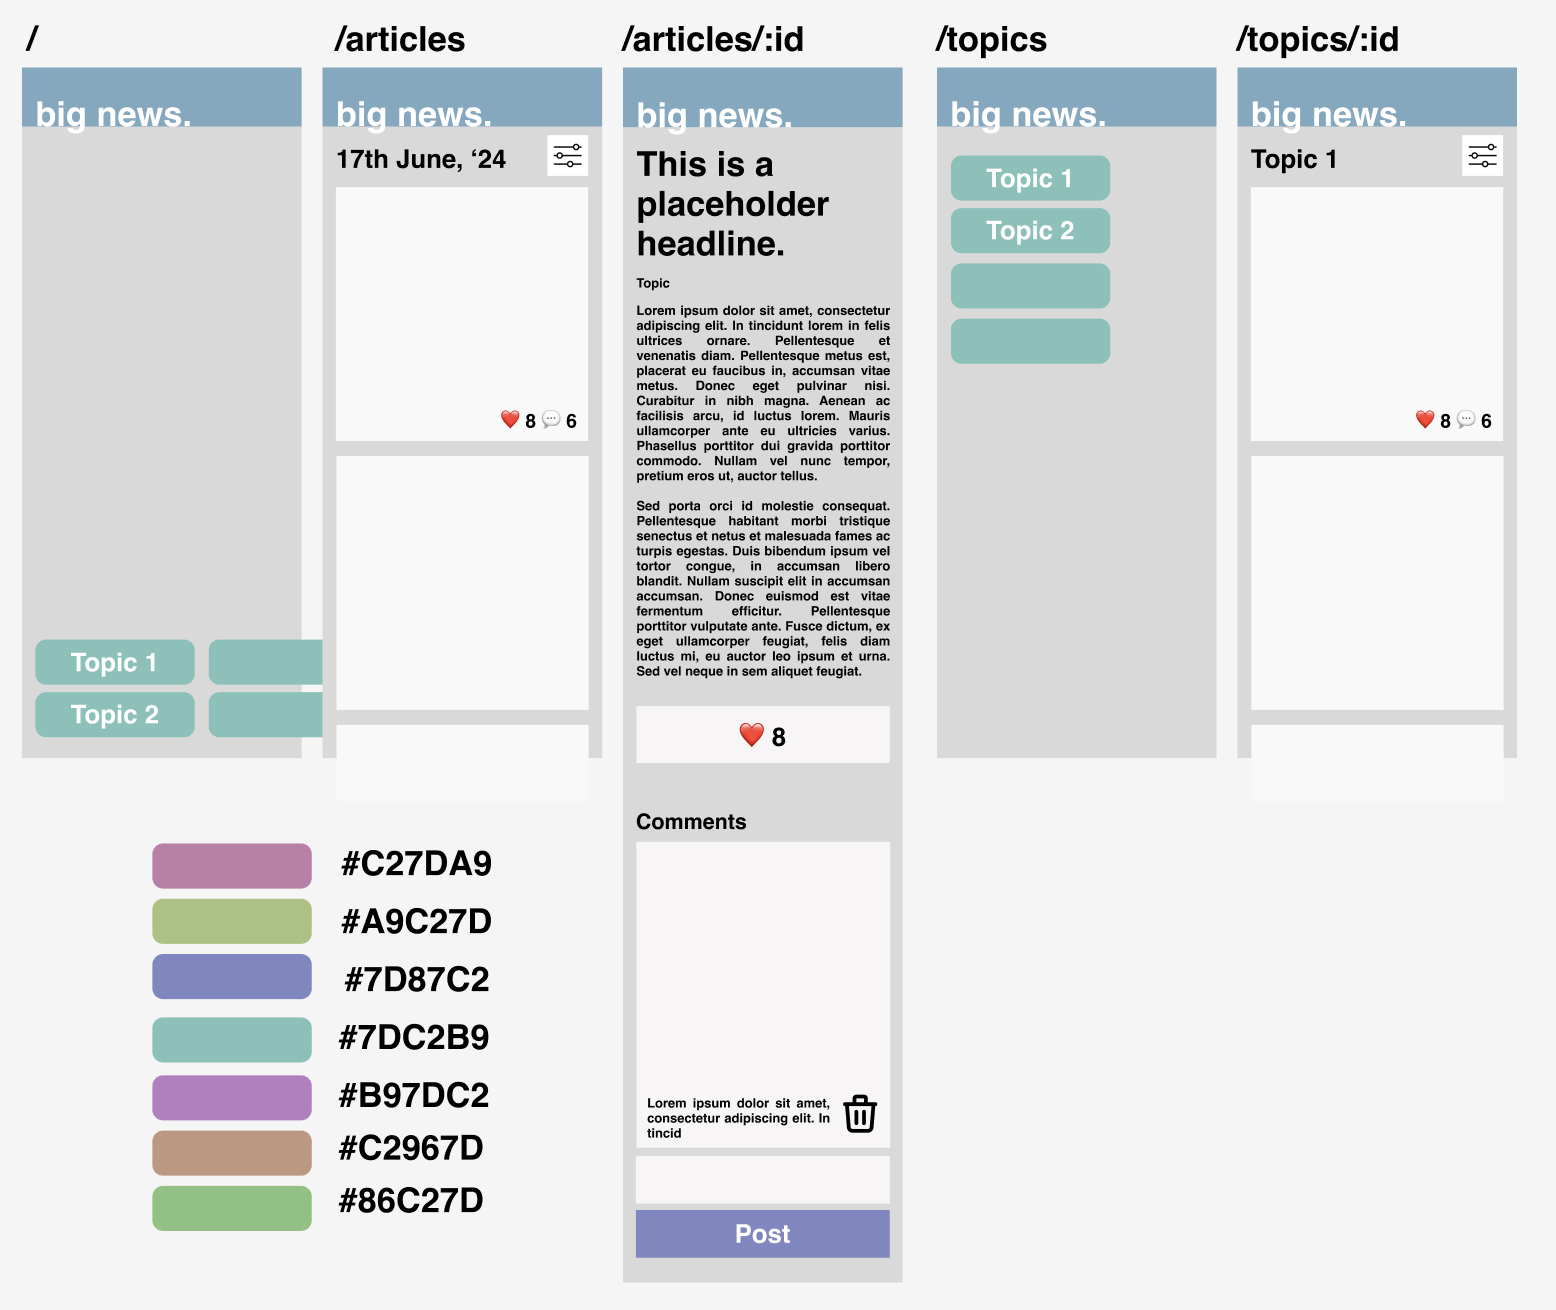 /
big news.
Topic 1
Topic 2
/articles
big news.
17th June, ‘24
8 6
/articles/:id
big news.
This is a
placeholder
headline.
Topic
Lorem ipsum dolor sit amet, consectetur
adipiscing elit. In tincidunt lorem in felis
ultrices ornare. Pellentesque et
venenatis diam. Pellentesque metus est,
placerat eu faucibus in, accumsan vitae
metus. Donec eget pulvinar nisi.
Curabitur in nibh magna. Aenean ac
facilisis arcu, id luctus lorem. Mauris
ullamcorper ante eu ultricies varius.
Phasellus porttitor dui gravida porttitor
commodo. Nullam vel nunc tempor,
pretium eros ut, auctor tellus.
Sed porta orci id molestie consequat.
Pellentesque habitant morbi tristique
senectus et netus et malesuada fames ac
turpis egestas. Duis bibendum ipsum vel
tortor congue, in accumsan libero
blandit. Nullam suscipit elit in accumsan
accumsan. Donec euismod est vitae
fermentum efficitur. Pellentesque
porttitor vulputate ante. Fusce dictum, ex
eget ullamcorper feugiat, felis diam
luctus mi, eu auctor leo ipsum et urna.
Sed vel neque in sem aliquet feugiat.
8
Comments
Lorem ipsum dolor sit amet,
consectetur adipiscing elit. In
tincid
Post
/topics
big news.
Topic 1
Topic 2
/topics/:id
big news.
Topic 1
8 6
#C27DA9
#A9C27D
#7D87C2
#7DC2B9
#B97DC2
#C2967D
#86C27D